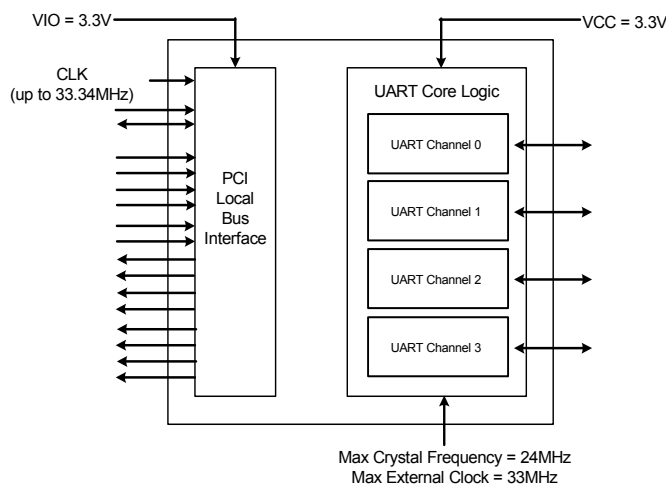 VIO = 3.3V
VCC = 3.3V
CLK
(up to 33.34MHz)
PCI
Local
Bus
Interface
UART Core Logic
UART Channel 0
UART Channel 1
UART Channel 2
UART Channel 3
Max Crystal Frequency = 24MHz
Max External Clock = 33MHz